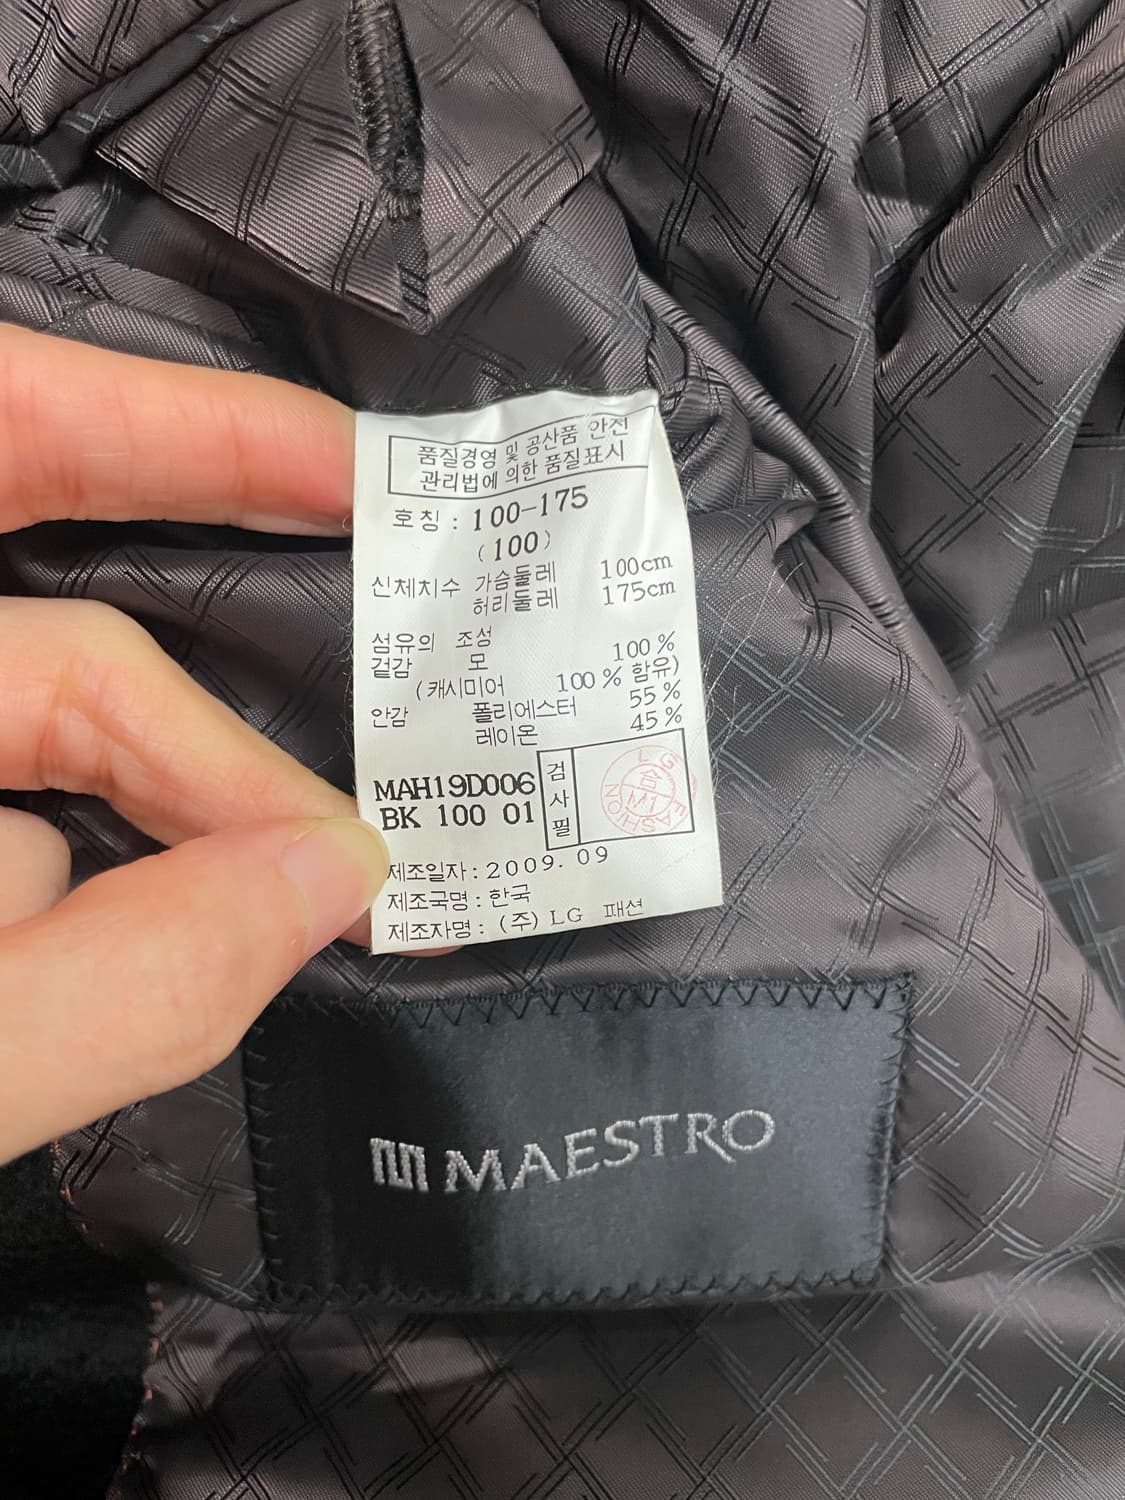 품질경영 및 공산품 안전
관리법에 의한 품질표시
호칭 : 100-175
(100)
신체치수 가슴둘레 100cm
허리둘레 175cm
섬유의 조성
겉감 모 100 %
(캐시미어 100 % 함유)
안감 폴리에스터 55 %
레이온 45 %
MAH19D006
BK 100 01
검사필
LG FASHION
합
M1
제조일자 : 2009. 09
제조국명 : 한국
제조자명 : (주) LG 패션
MAESTRO